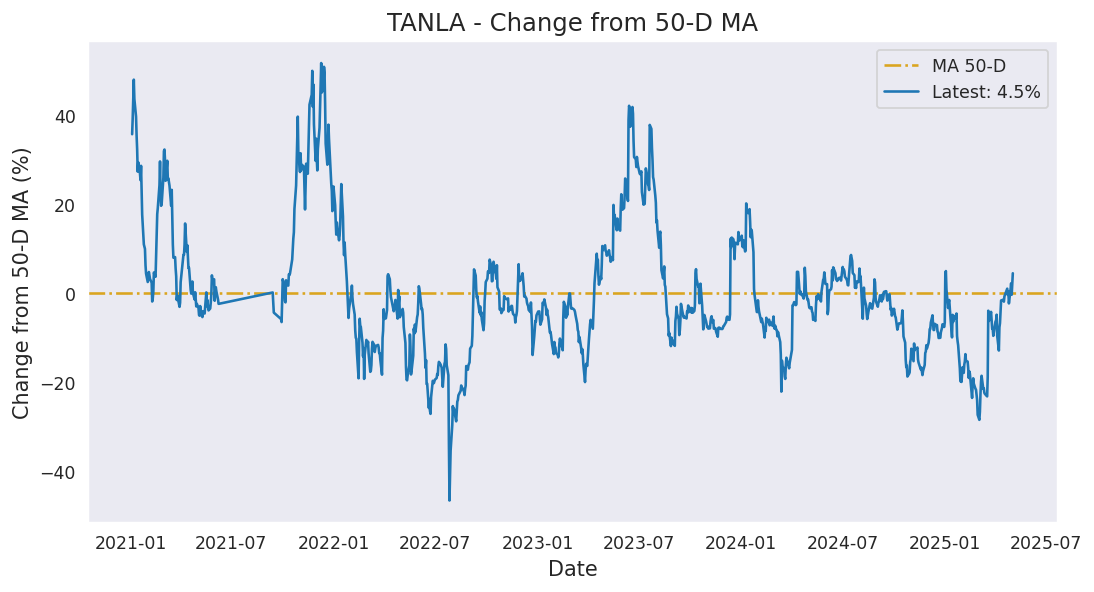 TANLA - Change from 50-D MA
MA 50-D
Latest: 4.5%
Change from 50-D MA (%)
40
20
0
−20
−40
2021-01 2021-07 2022-01 2022-07 2023-01 2023-07 2024-01 2024-07 2025-01 2025-07
Date